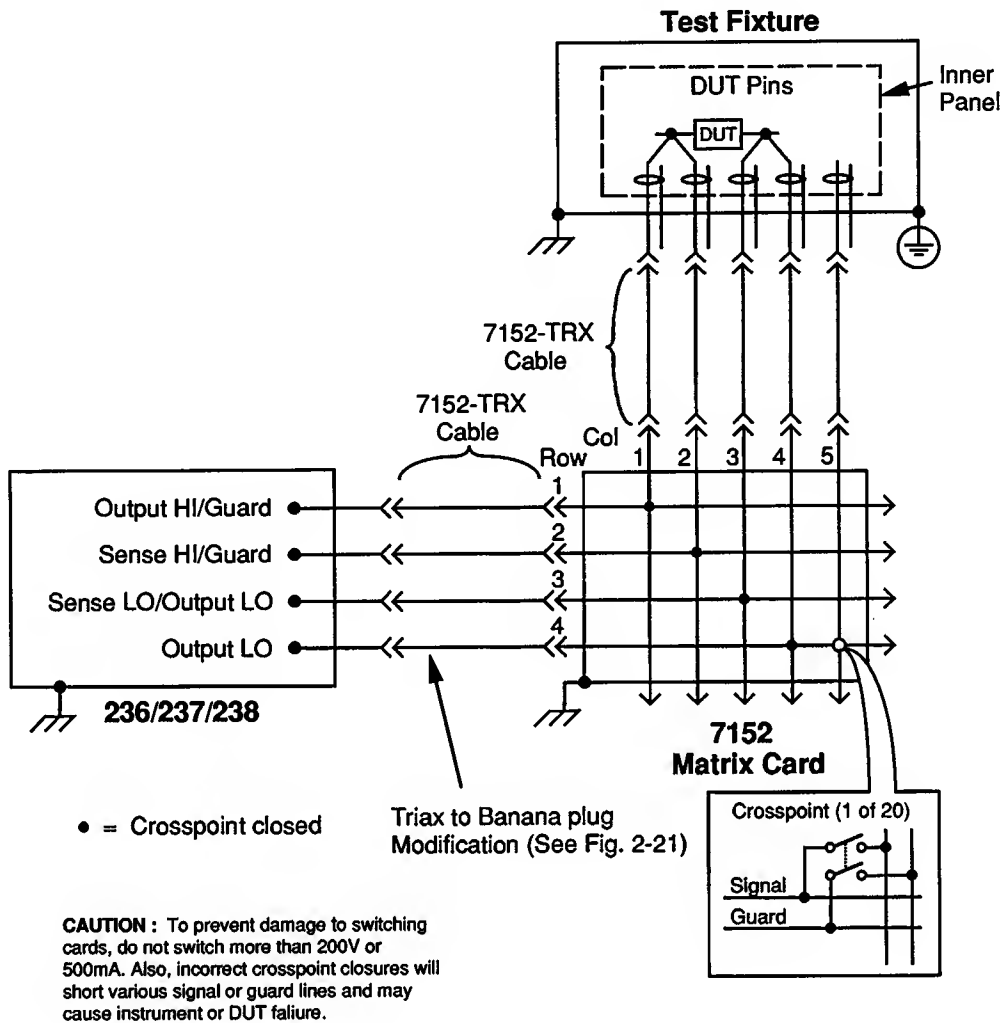 Test Fixture
Inner
Panel
DUT Pins
DUT
7152-TRX
Cable
7152-TRX
Cable
Col
Row
1 2 3 4 5
1
2
3
4
Output HI/Guard
Sense HI/Guard
Sense LO/Output LO
Output LO
236/237/238
7152
Matrix Card
● = Crosspoint closed
Triax to Banana plug
Modification (See Fig. 2-21)
Crosspoint (1 of 20)
Signal
Guard
CAUTION : To prevent damage to switching
cards, do not switch more than 200V or
500mA. Also, incorrect crosspoint closures will
short various signal or guard lines and may
cause instrument or DUT faliure.